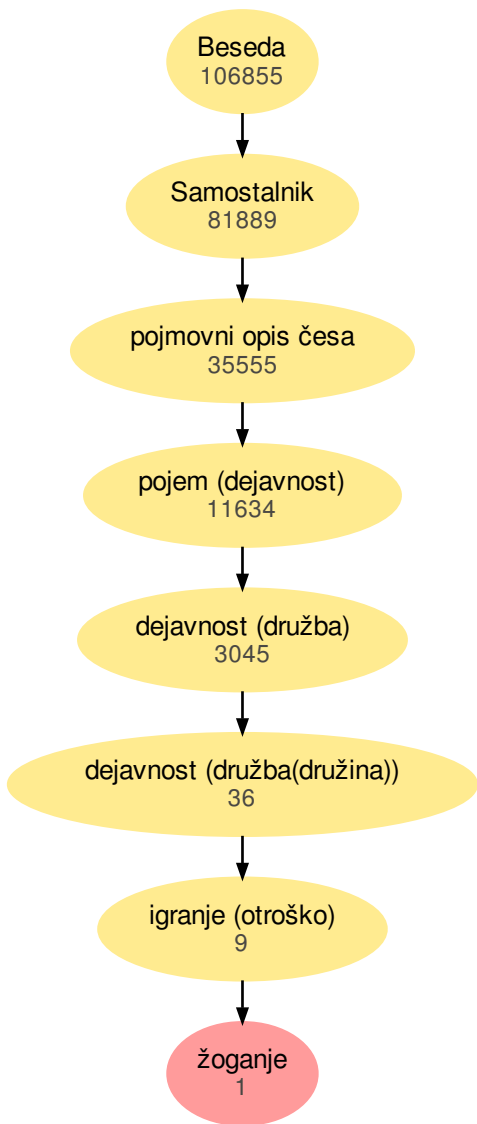 Beseda
106855
Samostalnik
81889
pojmovni opis česa
35555
pojem (dejavnost)
11634
dejavnost (družba)
3045
dejavnost (družba(družina))
36
igranje (otroško)
9
žoganje
1